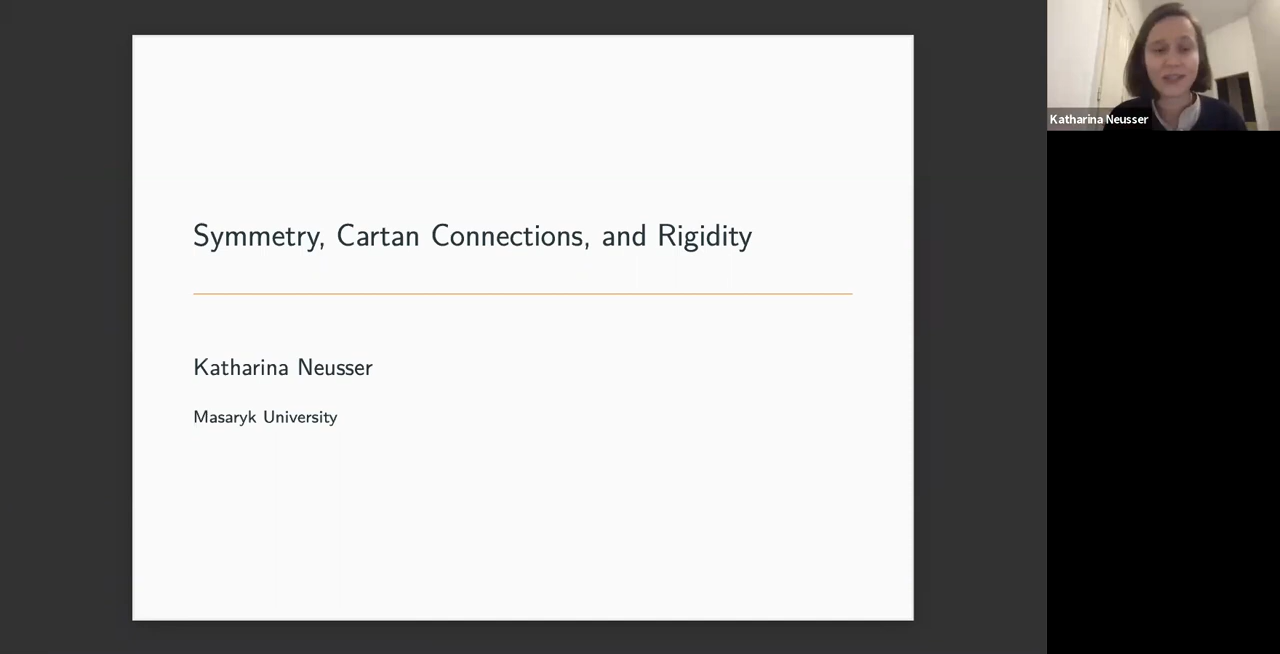 Symmetry, Cartan Connections, and Rigidity
Katharina Neusser
Masaryk University
Katharina Neusser